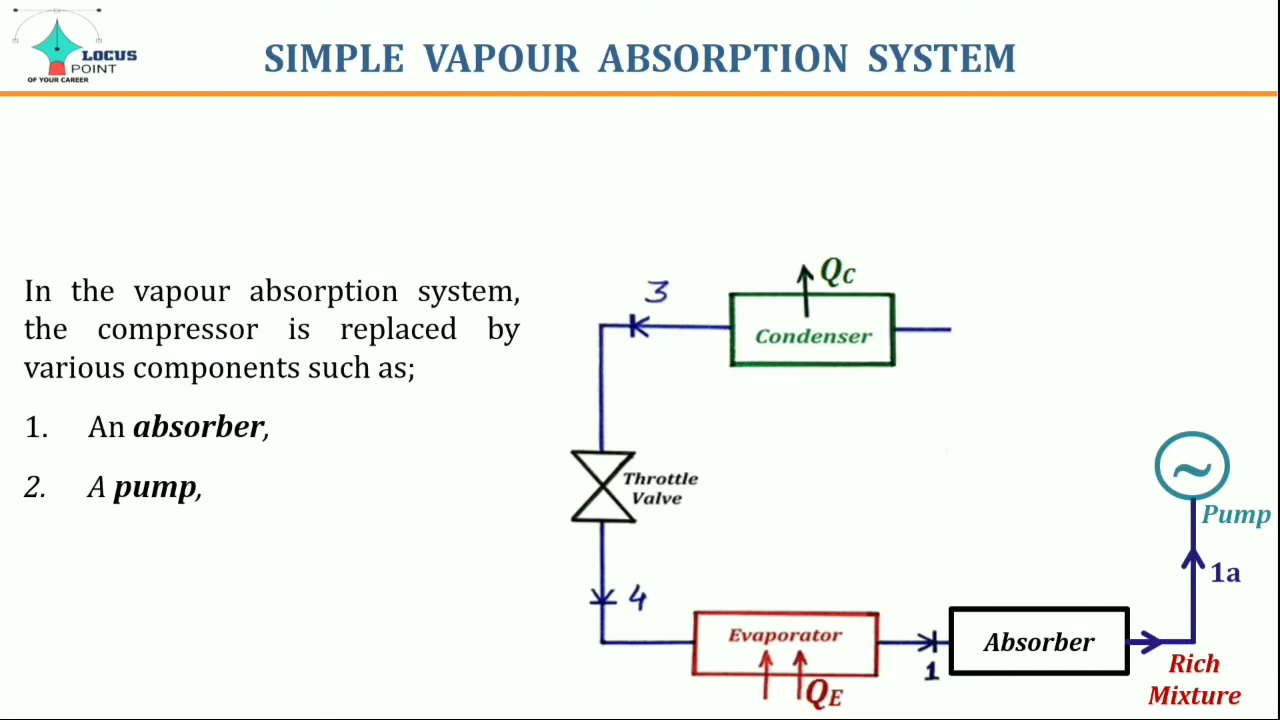 LOCUS
POINT
OF YOUR CAREER
SIMPLE VAPOUR ABSORPTION SYSTEM
In the vapour absorption system,
the compressor is replaced by
various components such as;
1. An absorber,
2. A pump,
QC
3
Condenser
Throttle
Valve
4
Evaporator
QE
1
Absorber
~
Pump
1a
Rich
Mixture